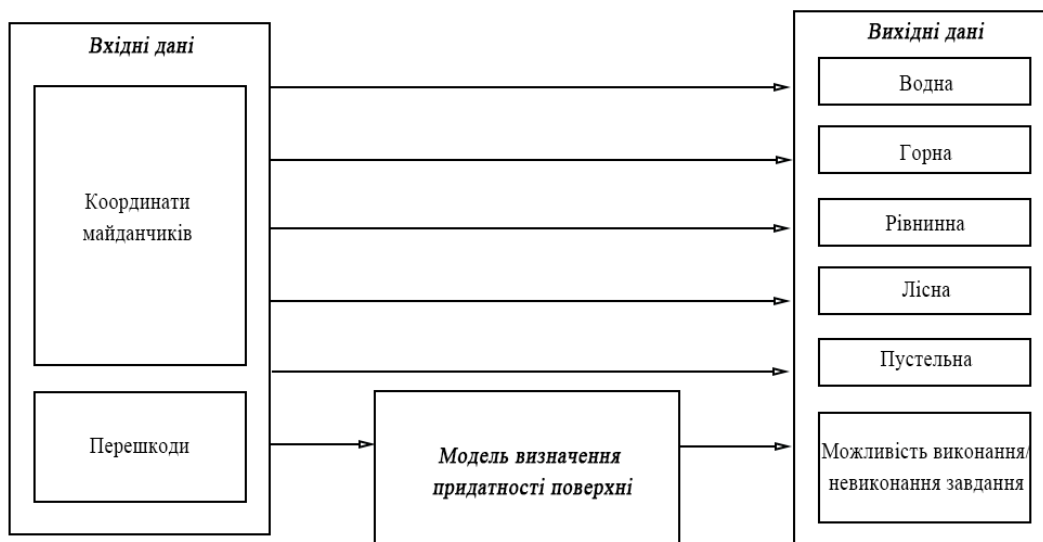 Вхідні дані
Координати
майданчиків
Перешкоди
Модель визначення
придатності поверхні
Вихідні дані
Водна
Горна
Рівнинна
Лісна
Пустельна
Можливість виконання/
невиконання завдання